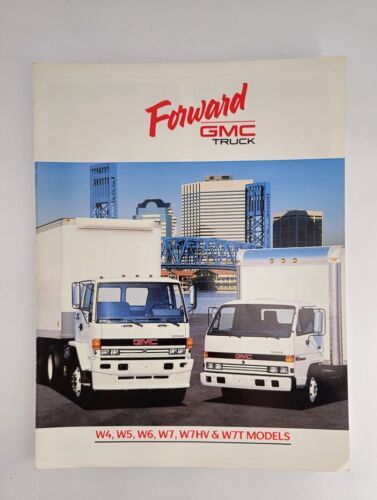 Forward
GMC
TRUCK
GMC
GMC
W4, W5, W6, W7, W7HV & W7T MODELS